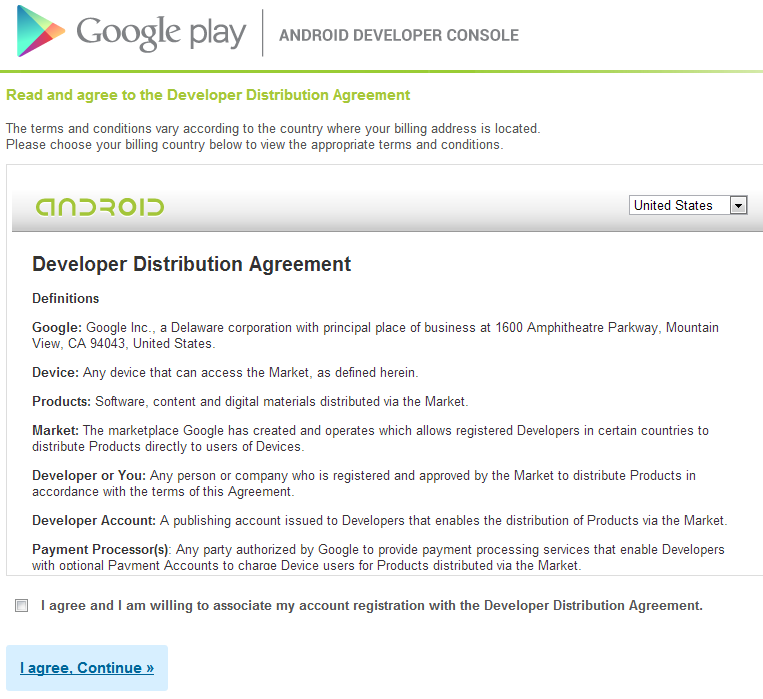 Google play
ANDROID DEVELOPER CONSOLE
Read and agree to the Developer Distribution Agreement
The terms and conditions vary according to the country where your billing address is located.
Please choose your billing country below to view the appropriate terms and conditions.
ANDROID
United States
Developer Distribution Agreement
Definitions
Google: Google Inc., a Delaware corporation with principal place of business at 1600 Amphitheatre Parkway, Mountain
View, CA 94043, United States.
Device: Any device that can access the Market, as defined herein.
Products: Software, content and digital materials distributed via the Market.
Market: The marketplace Google has created and operates which allows registered Developers in certain countries to
distribute Products directly to users of Devices.
Developer or You: Any person or company who is registered and approved by the Market to distribute Products in
accordance with the terms of this Agreement.
Developer Account: A publishing account issued to Developers that enables the distribution of Products via the Market.
Payment Processor(s): Any party authorized by Google to provide payment processing services that enable Developers
with optional Payment Accounts to charge Device users for Products distributed via the Market.
I agree and I am willing to associate my account registration with the Developer Distribution Agreement.
I agree, Continue »